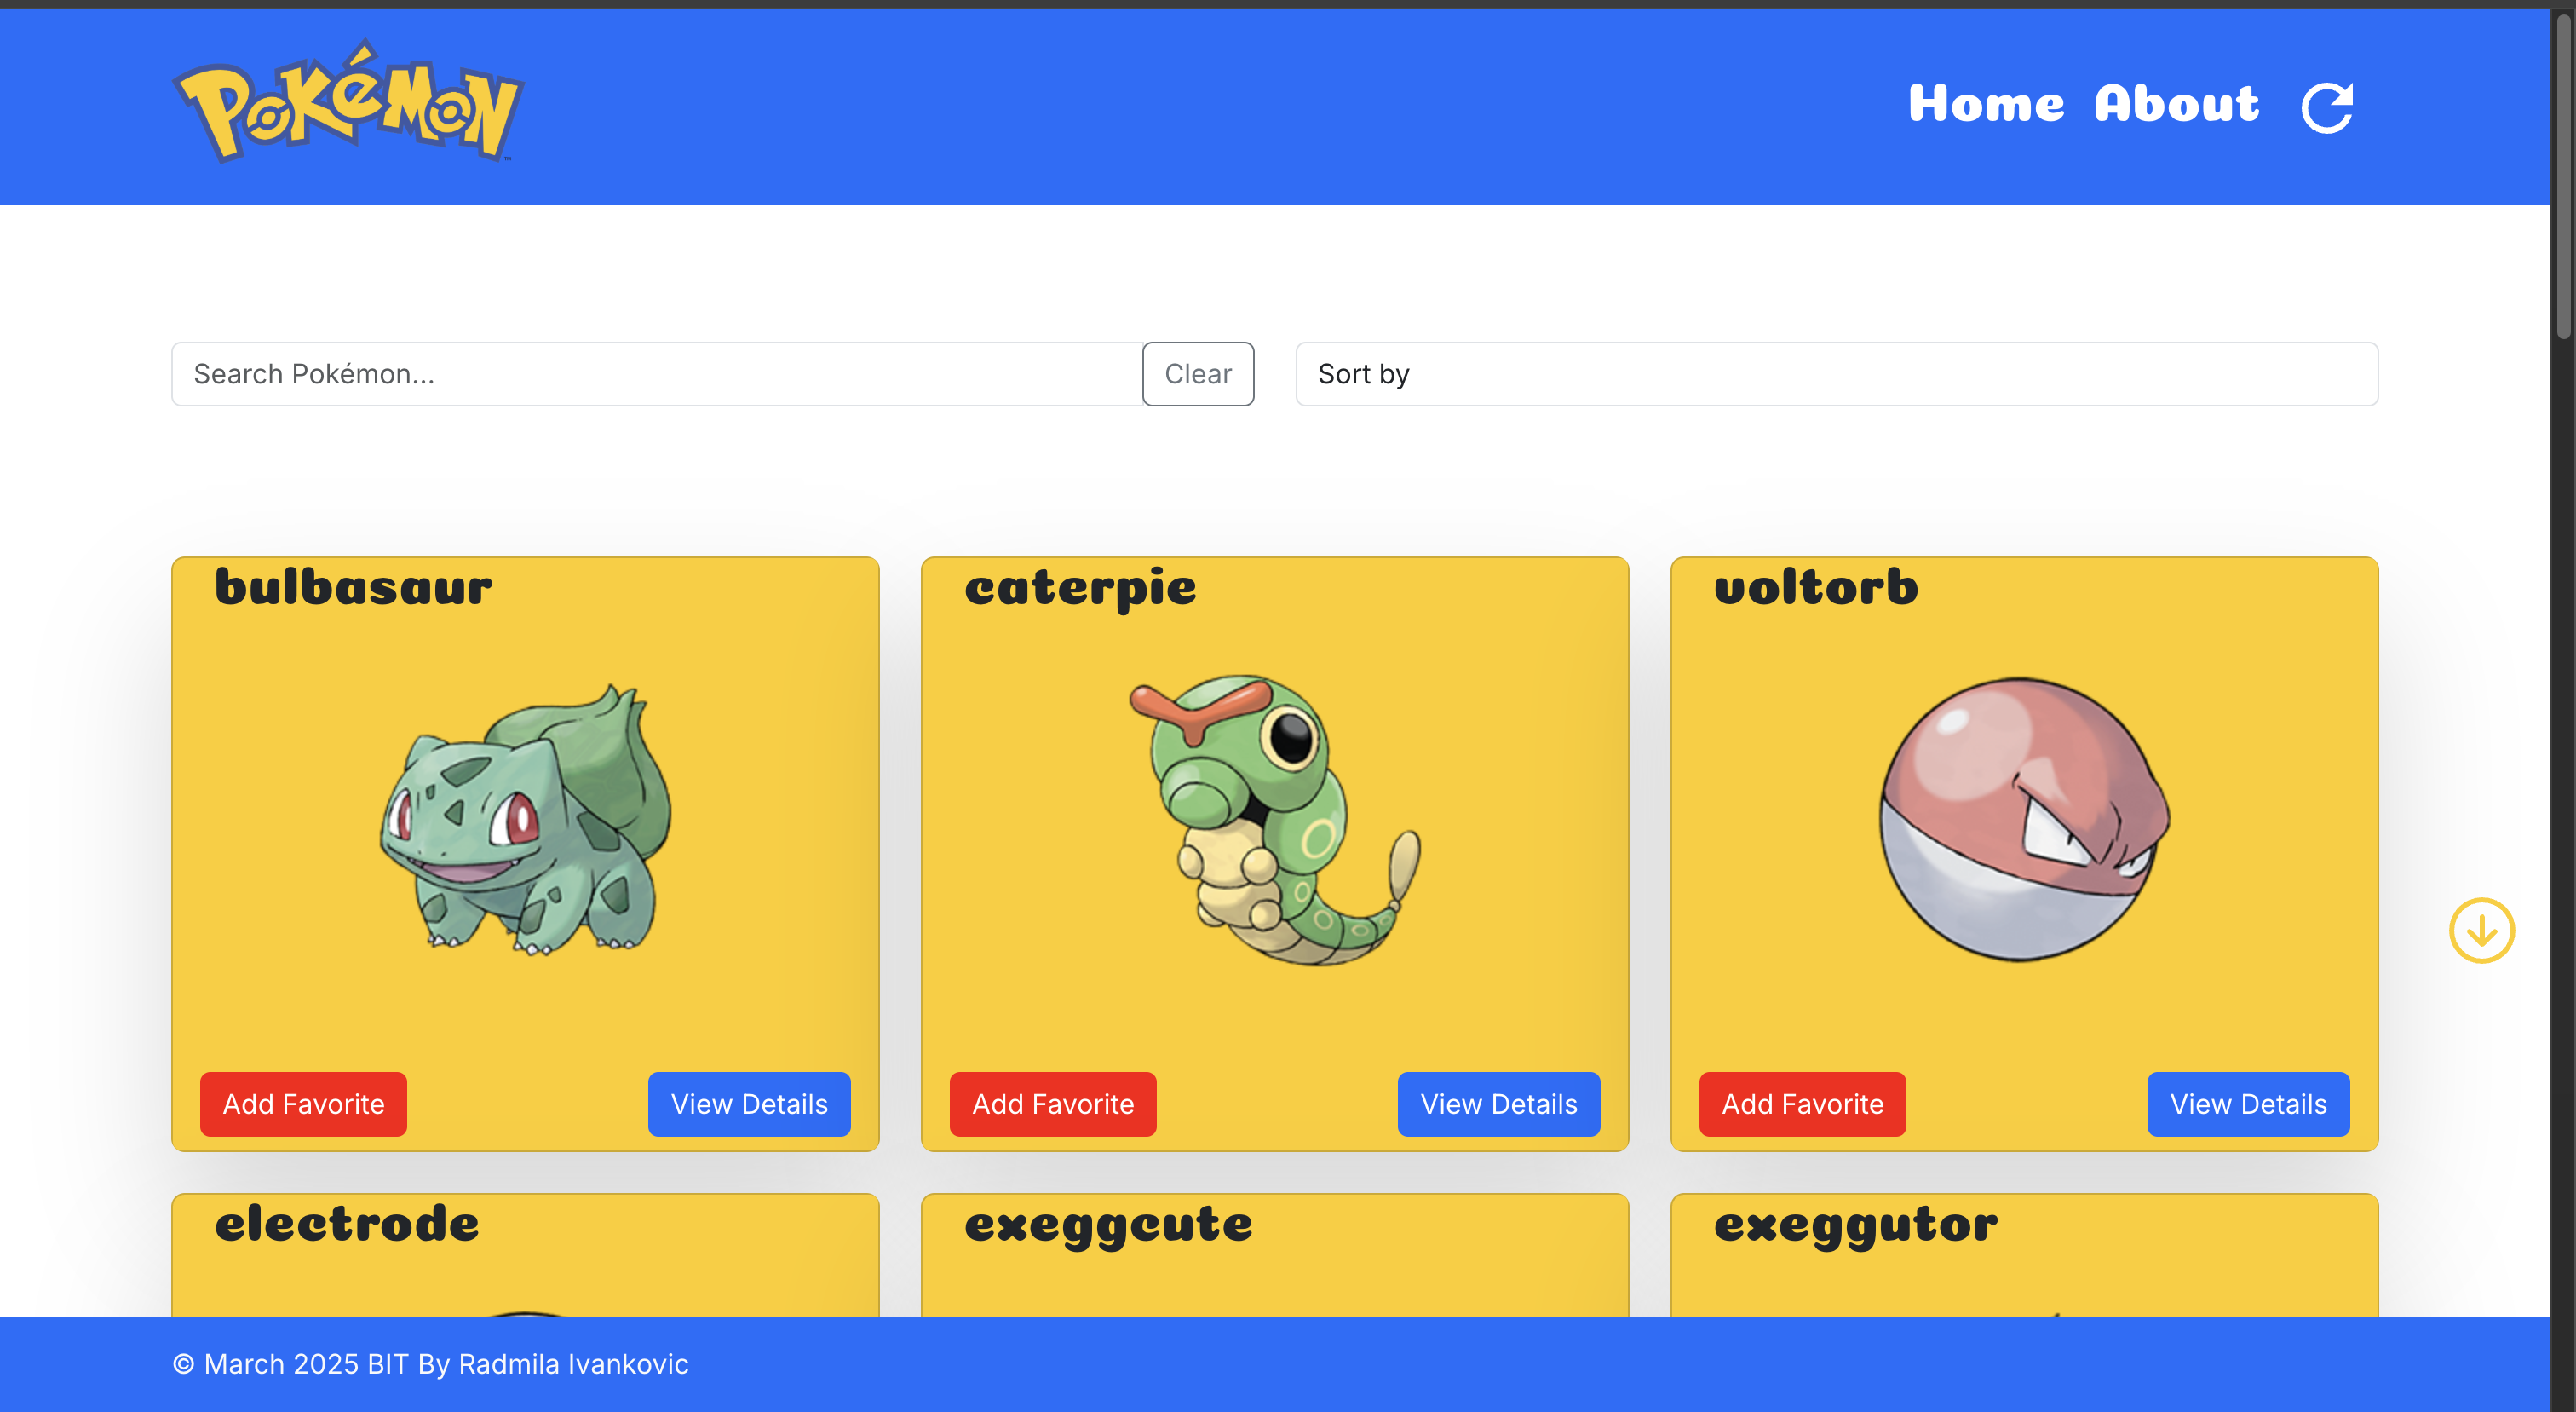 Pokémon
Home About
Search Pokémon...
Clear
Sort by
bulbasaur
caterpie
voltorb
Add Favorite
View Details
Add Favorite
View Details
Add Favorite
View Details
electrode
exeggcute
exeggutor
© March 2025 BIT By Radmila Ivankovic